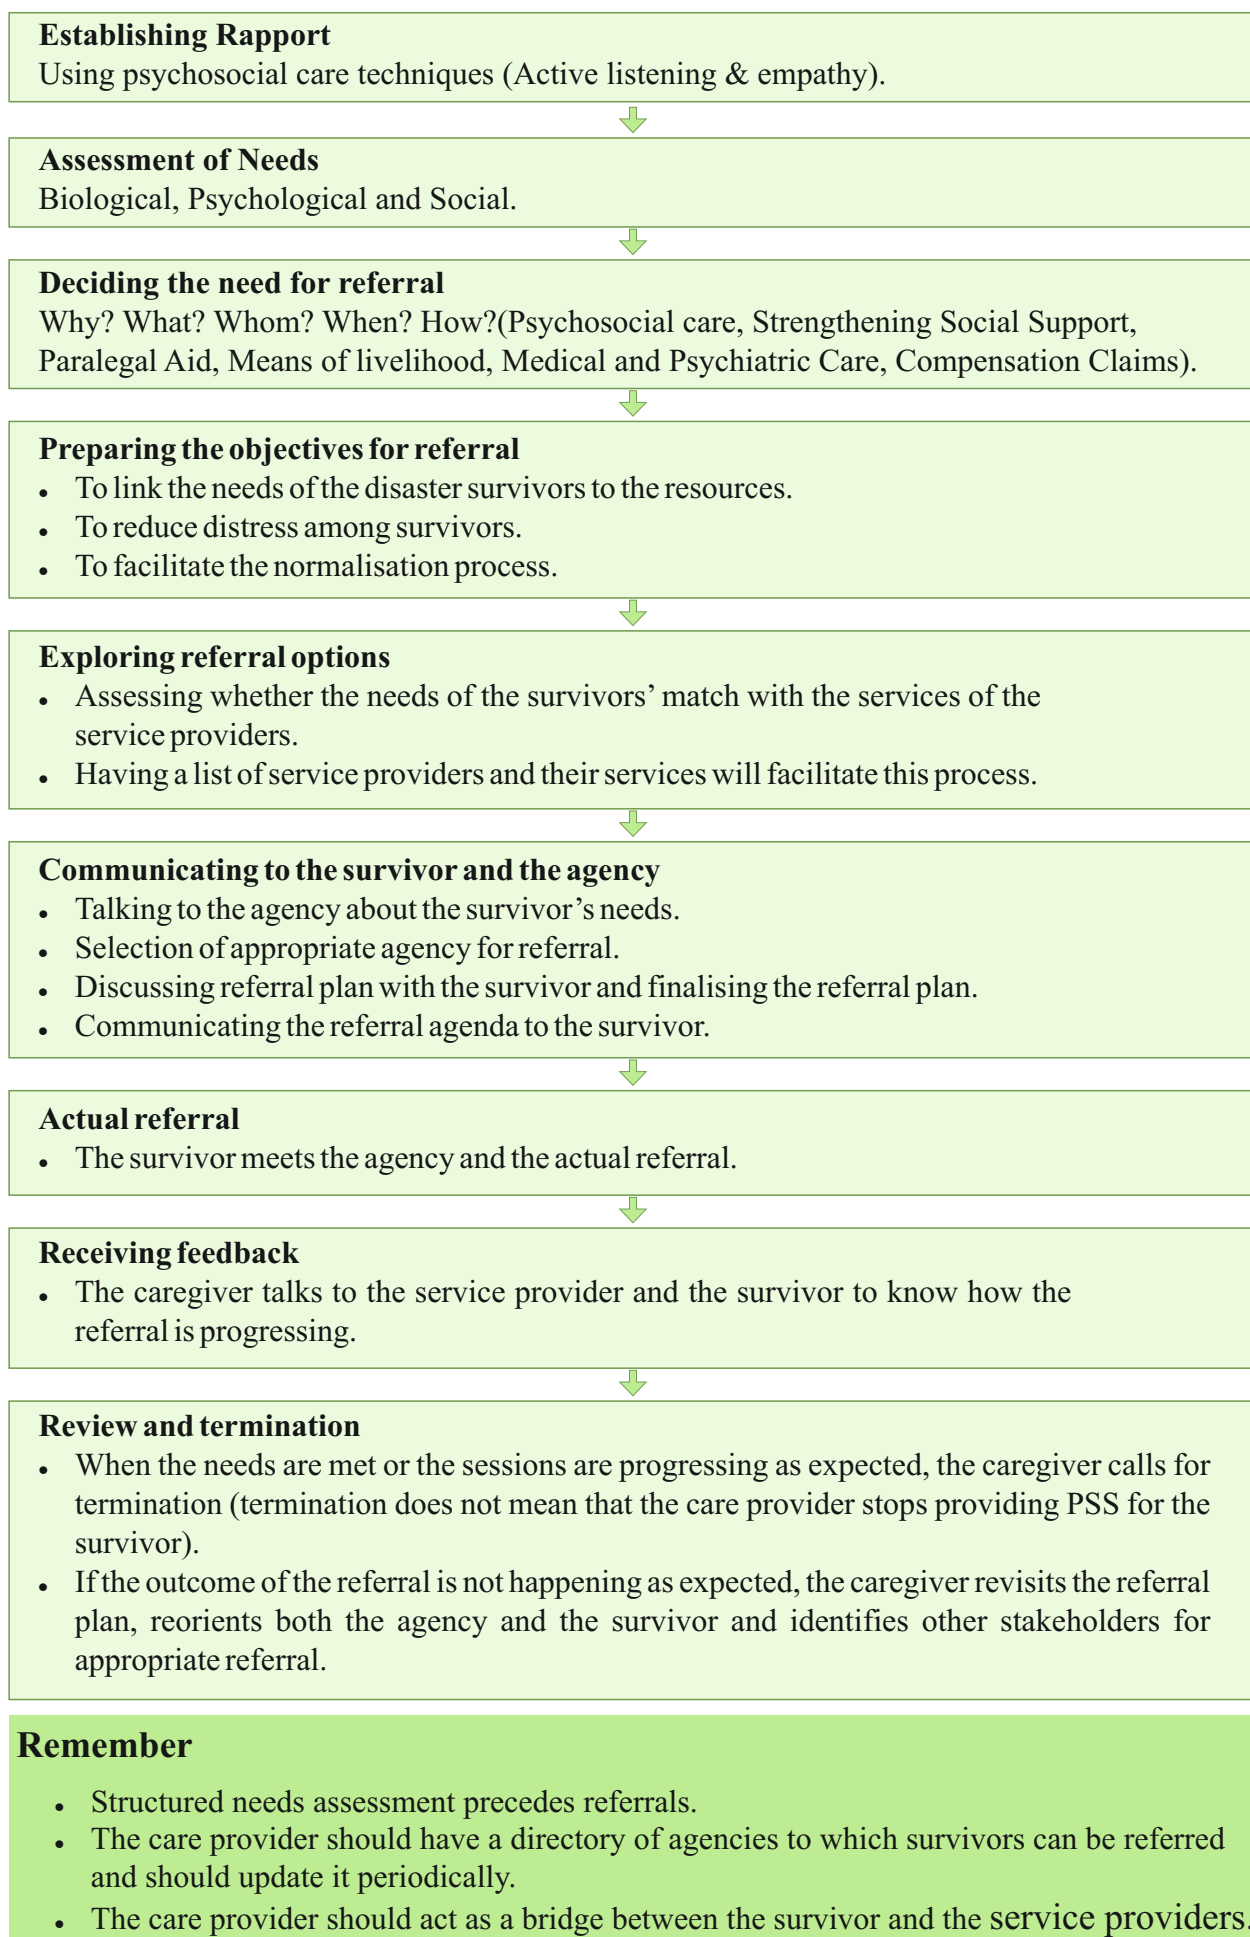 Establishing Rapport
Using psychosocial care techniques (Active listening & empathy).
Assessment of Needs
Biological, Psychological and Social.
Deciding the need for referral
Why? What? Whom? When? How?(Psychosocial care, Strengthening Social Support,
Paralegal Aid, Means of livelihood, Medical and Psychiatric Care, Compensation Claims).
Preparing the objectives for referral
• To link the needs of the disaster survivors to the resources.
• To reduce distress among survivors.
• To facilitate the normalisation process.
Exploring referral options
• Assessing whether the needs of the survivors’ match with the services of the
service providers.
• Having a list of service providers and their services will facilitate this process.
Communicating to the survivor and the agency
• Talking to the agency about the survivor’s needs.
• Selection of appropriate agency for referral.
• Discussing referral plan with the survivor and finalising the referral plan.
• Communicating the referral agenda to the survivor.
Actual referral
• The survivor meets the agency and the actual referral.
Receiving feedback
• The caregiver talks to the service provider and the survivor to know how the
referral is progressing.
Review and termination
• When the needs are met or the sessions are progressing as expected, the caregiver calls for
termination (termination does not mean that the care provider stops providing PSS for the
survivor).
• If the outcome of the referral is not happening as expected, the caregiver revisits the referral
plan, reorients both the agency and the survivor and identifies other stakeholders for
appropriate referral.
Remember
• Structured needs assessment precedes referrals.
• The care provider should have a directory of agencies to which survivors can be referred
and should update it periodically.
• The care provider should act as a bridge between the survivor and the service providers.